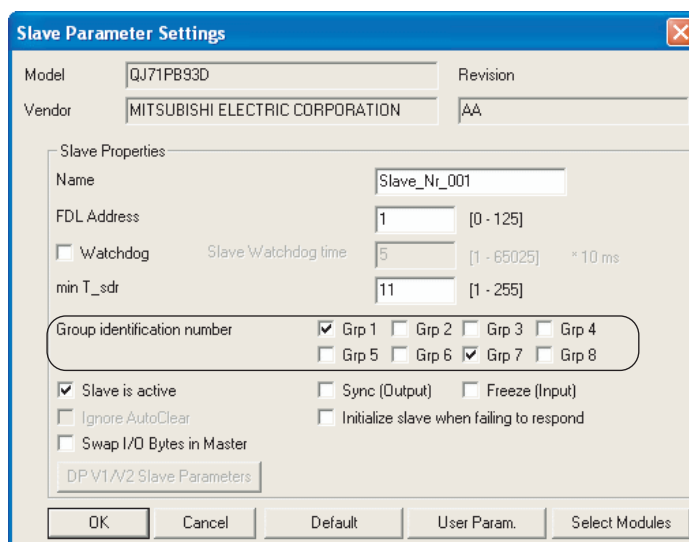 Slave Parameter Settings
Model QJ71PB93D Revision
Vendor MITSUBISHI ELECTRIC CORPORATION AA
Slave Properties
Name Slave_Nr_001
FDL Address 1 [0 - 125]
Watchdog Slave Watchdog time 5 [1 - 65025] * 10 ms
min T_sdr 11 [1 - 255]
Group identification number Grp 1 Grp 2 Grp 3 Grp 4
Grp 5 Grp 6 Grp 7 Grp 8
Slave is active Sync (Output) Freeze (Input)
Ignore AutoClear Initialize slave when failing to respond
Swap I/O Bytes in Master
DP V1/V2 Slave Parameters
OK Cancel Default User Param. Select Modules